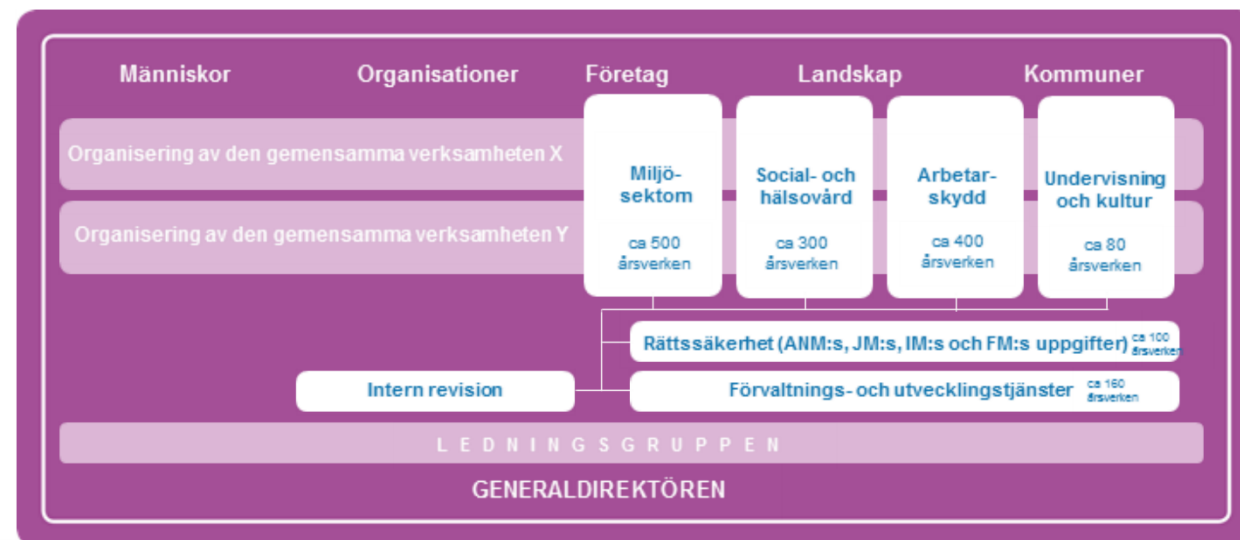 Människor Organisationer Företag Landskap Kommuner
Organisering av den gemensamma verksamheten X
Organisering av den gemensamma verksamheten Y
Miljö-
sektorn
ca 500
årsverken
Social- och
hälsovård
ca 300
årsverken
Arbetar-
skydd
ca 400
årsverken
Undervisning
och kultur
ca 80
årsverken
Rättssäkerhet (ANM:s, JM:s, IM:s och FM:s uppgifter) ca 100
årsverken
Intern revision
Förvaltnings- och utvecklingstjänster ca 160
årsverken
LEDNINGSGRUPPEN
GENERALDIREKTÖREN